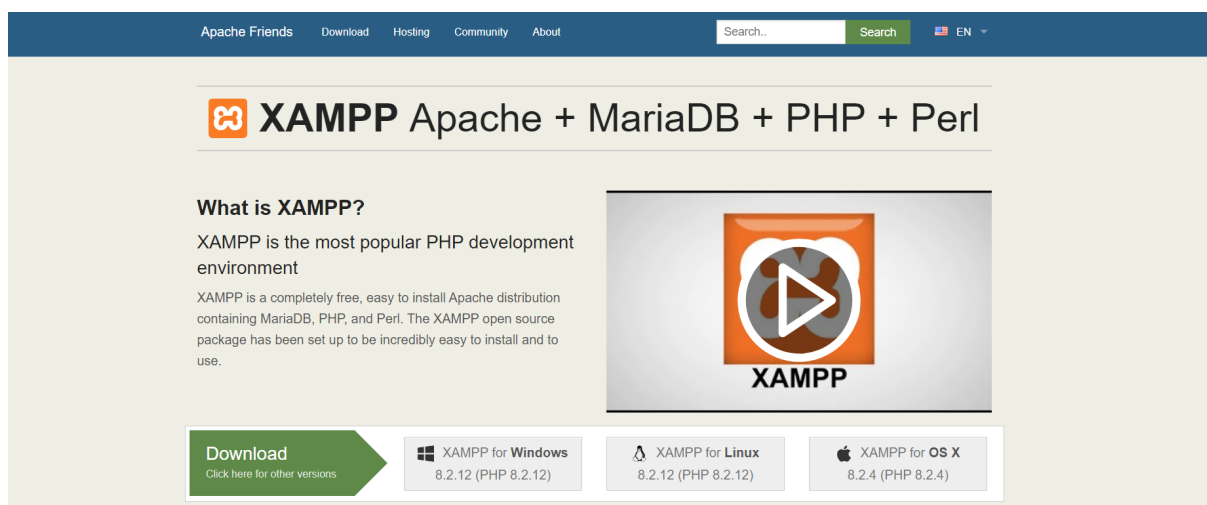 Apache Friends Download Hosting Community About Search.. Search EN
XAMPP Apache + MariaDB + PHP + Perl
What is XAMPP?
XAMPP is the most popular PHP development
environment
XAMPP is a completely free, easy to install Apache distribution
containing MariaDB, PHP, and Perl. The XAMPP open source
package has been set up to be incredibly easy to install and to
use.
XAMPP
Download
Click here for other versions
XAMPP for Windows
8.2.12 (PHP 8.2.12)
XAMPP for Linux
8.2.12 (PHP 8.2.12)
XAMPP for OS X
8.2.4 (PHP 8.2.4)